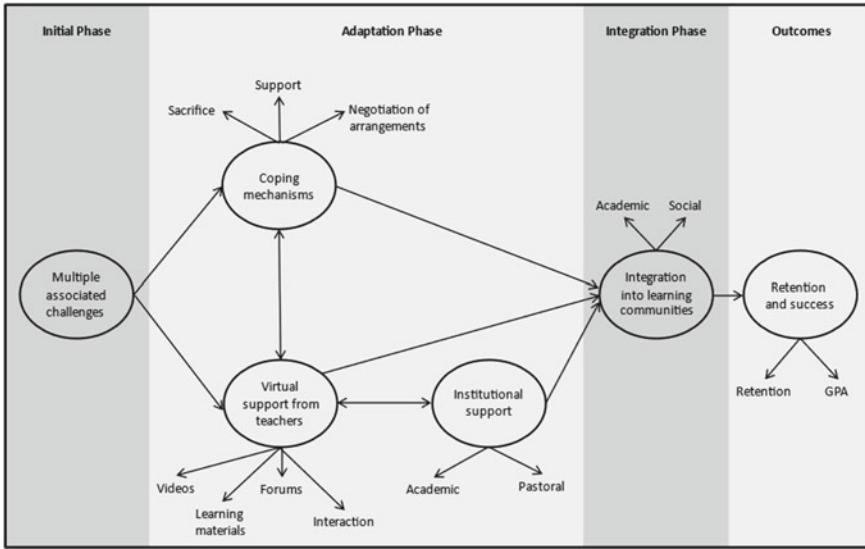 Initial Phase
Adaptation Phase
Integration Phase
Outcomes
Support
Sacrifice
Negotiation of
arrangements
Coping
mechanisms
Academic
Social
Multiple
associated
challenges
Integration
into learning
communities
Retention
and success
Virtual
support from
teachers
Institutional
support
Retention
GPA
Videos
Forums
Academic
Pastoral
Learning
materials
Interaction